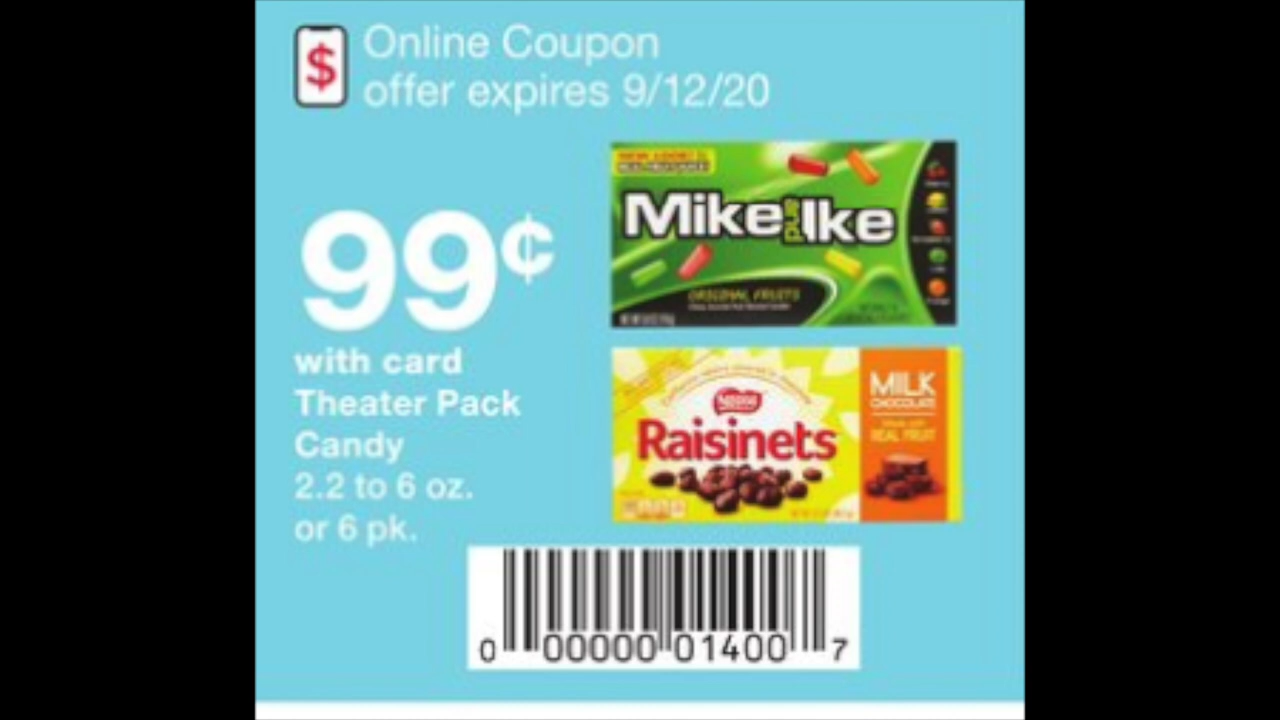 $
Online Coupon
offer expires 9/12/20
99¢
with card
Theater Pack
Candy
2.2 to 6 oz.
or 6 pk.
Mike and Ike
ORIGINAL FRUITS
Nestlé
Raisinets
MILK
CHOCOLATE
REAL FRUIT
0 00000 01400 7